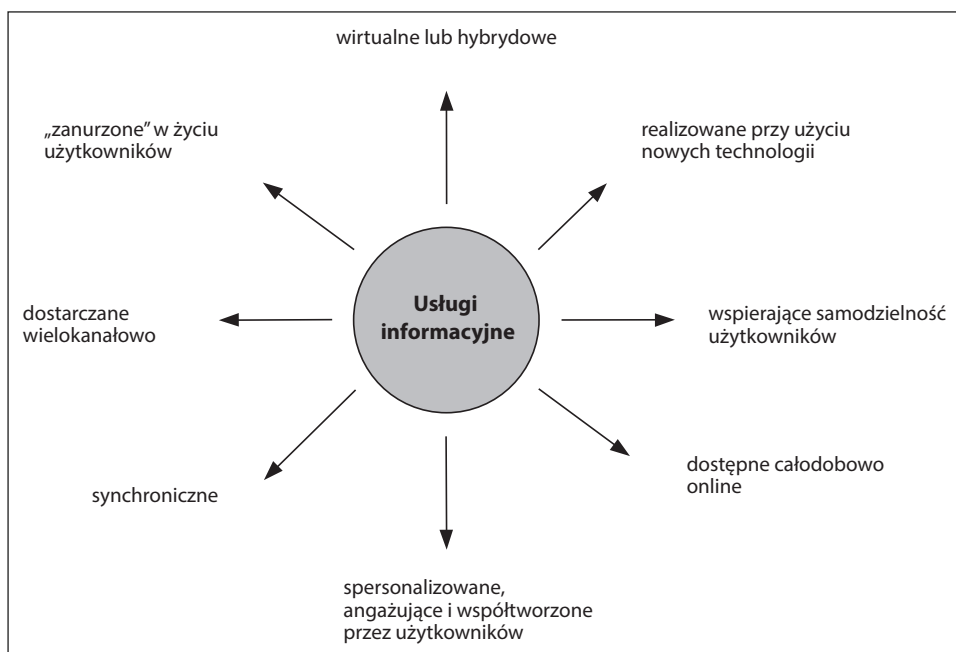 wirtualne lub hybrydowe
„zanurzone” w życiu
użytkowników
realizowane przy użyciu
nowych technologii
Usługi
informacyjne
dostarczane
wielokanałowo
wspierające samodzielność
użytkowników
synchroniczne
dostępne całodobowo
online
spersonalizowane,
angażujące i współtworzone
przez użytkowników